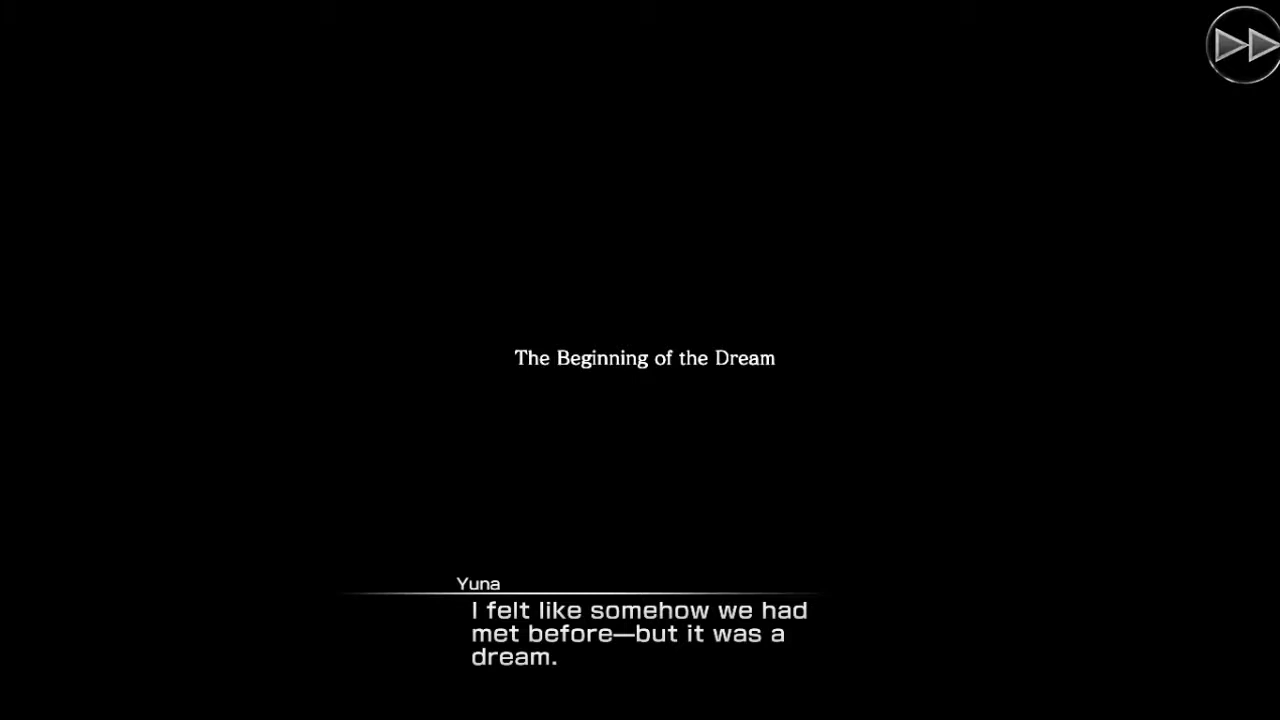 The Beginning of the Dream
Yuna
I felt like somehow we had
met before—but it was a
dream.